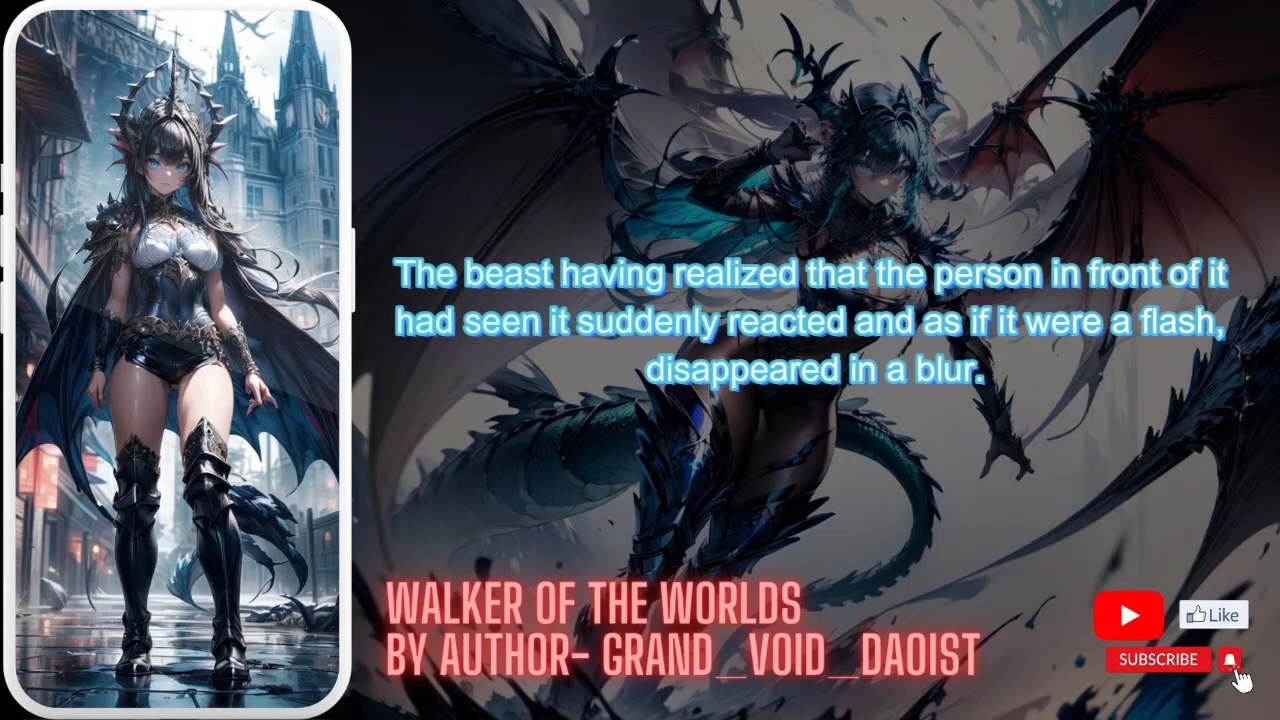 The beast having realized that the person in front of it
had seen it suddenly reacted and as if it were a flash,
disappeared in a blur.
WALKER OF THE WORLDS
BY AUTHOR- GRAND_VOID_DAOIST
Like
SUBSCRIBE